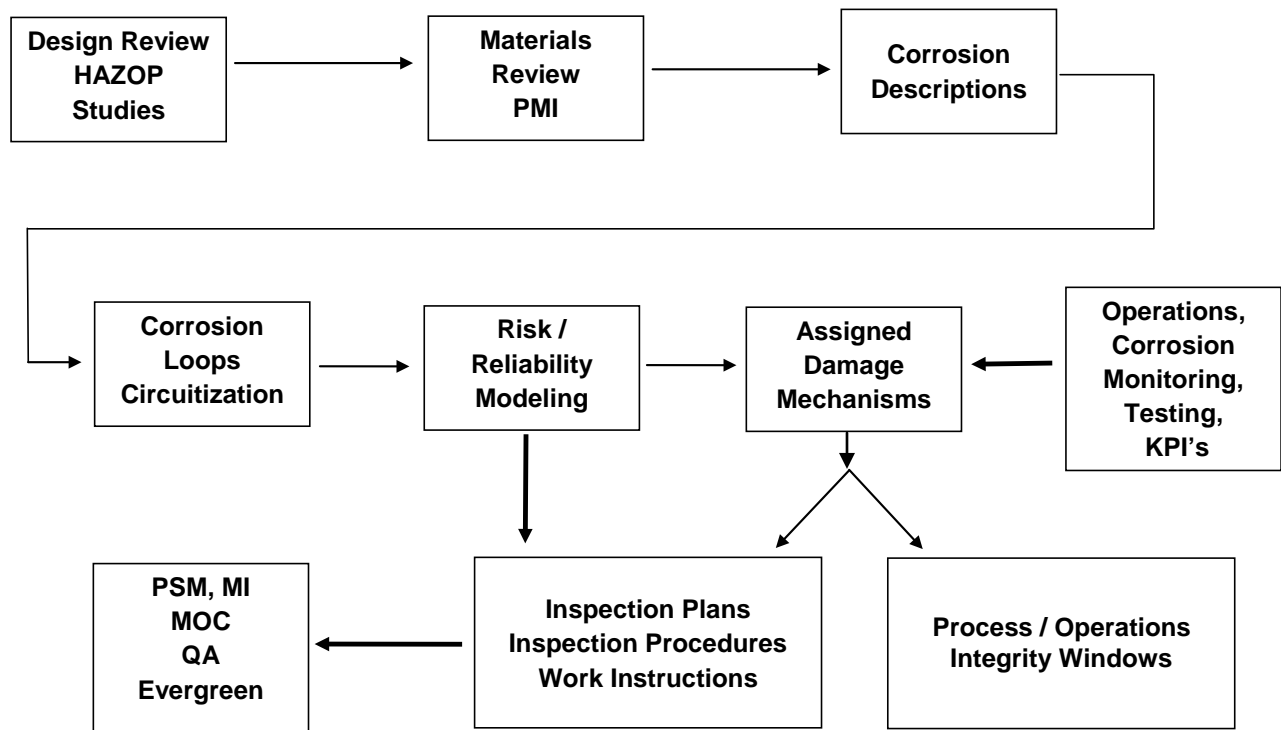 Design Review
HAZOP
Studies
Materials
Review
PMI
Corrosion
Descriptions
Corrosion
Loops
Circuitization
Risk /
Reliability
Modeling
Assigned
Damage
Mechanisms
Operations,
Corrosion
Monitoring,
Testing,
KPI's
PSM, MI
MOC
QA
Evergreen
Inspection Plans
Inspection Procedures
Work Instructions
Process / Operations
Integrity Windows